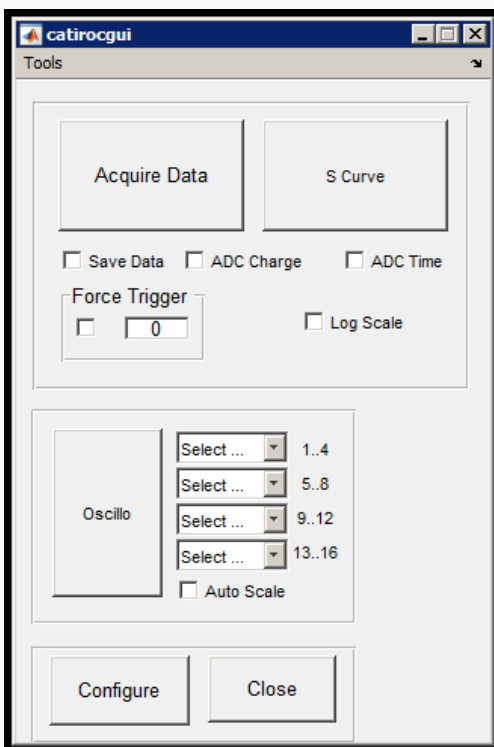 catirocgui
Tools
Acquire Data
S Curve
Save Data
ADC Charge
ADC Time
Force Trigger
0
Log Scale
Oscillo
Select ...
1..4
Select ...
5..8
Select ...
9..12
Select ...
13..16
Auto Scale
Configure
Close